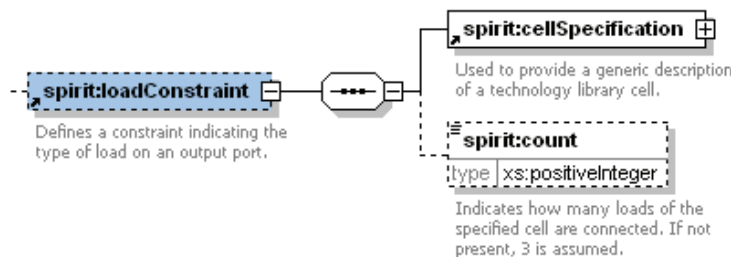 spirit:cellSpecification
Used to provide a generic description
of a technology library cell.
spirit:loadConstraint
Defines a constraint indicating the
type of load on an output port.
spirit:count
type xs:positiveInteger
Indicates how many loads of the
specified cell are connected. If not
present, 3 is assumed.